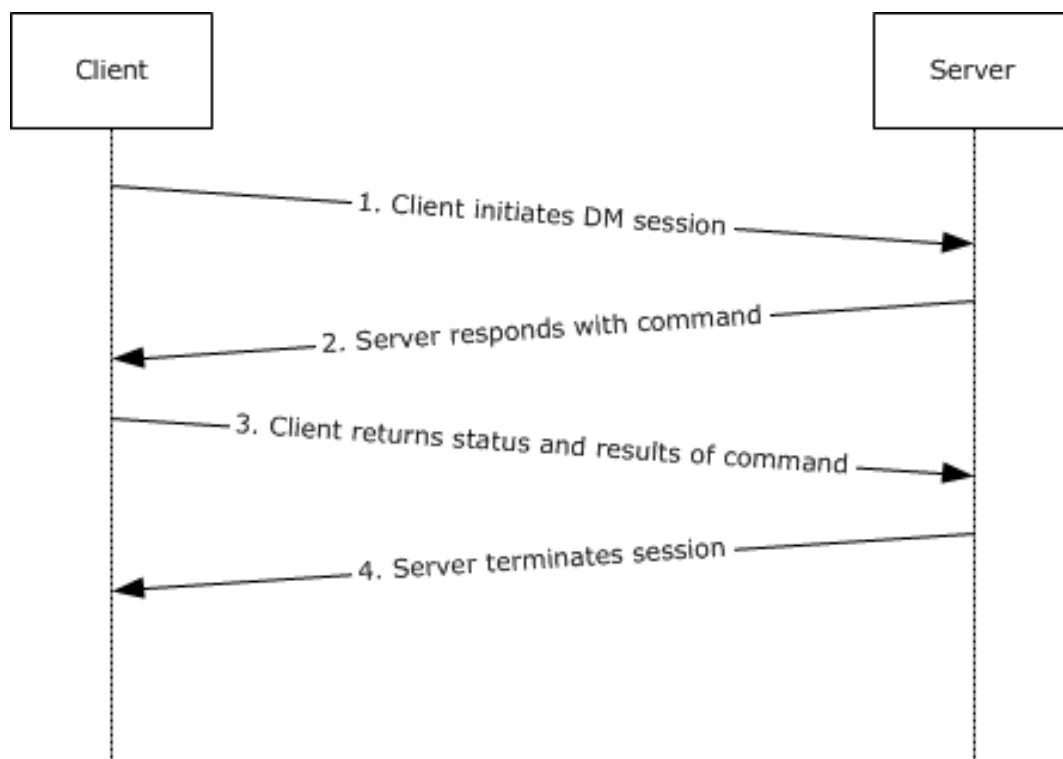 Client
Server
1. Client initiates DM session
2. Server responds with command
3. Client returns status and results of command
4. Server terminates session